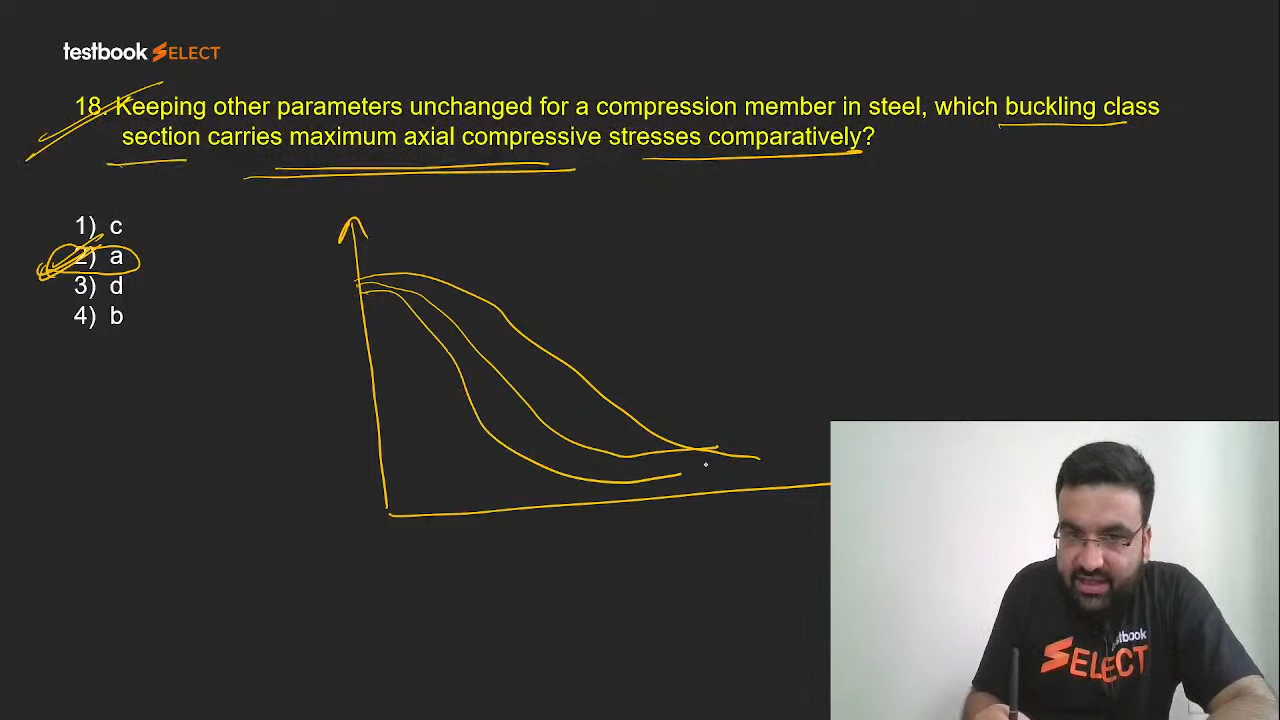 testbook SELECT
18. Keeping other parameters unchanged for a compression member in steel, which buckling class
section carries maximum axial compressive stresses comparatively?
1) c
2) a
3) d
4) b
testbook
SELECT